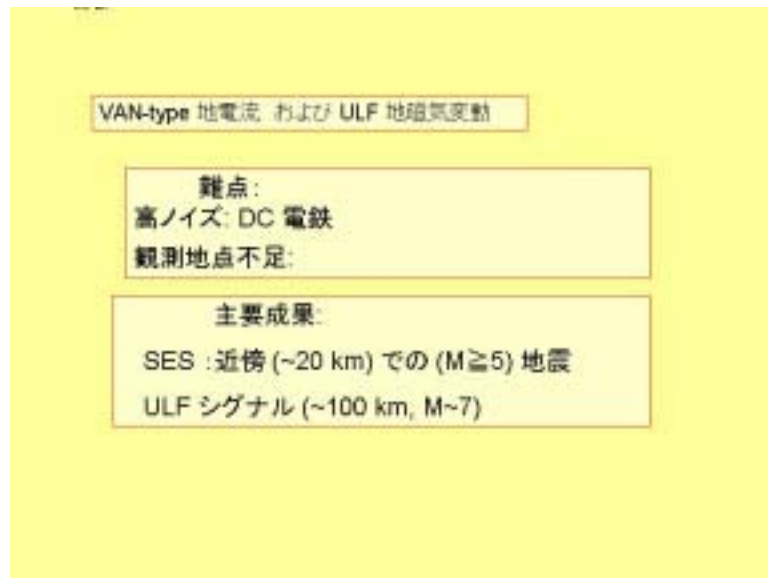 VAN-type 地電流 および ULF 地磁気変動
難点:
高ノイズ: DC 電鉄
観測地点不足:
主要成果:
SES :近傍 (~20 km) での (M≧5) 地震
ULF シグナル (~100 km, M~7)